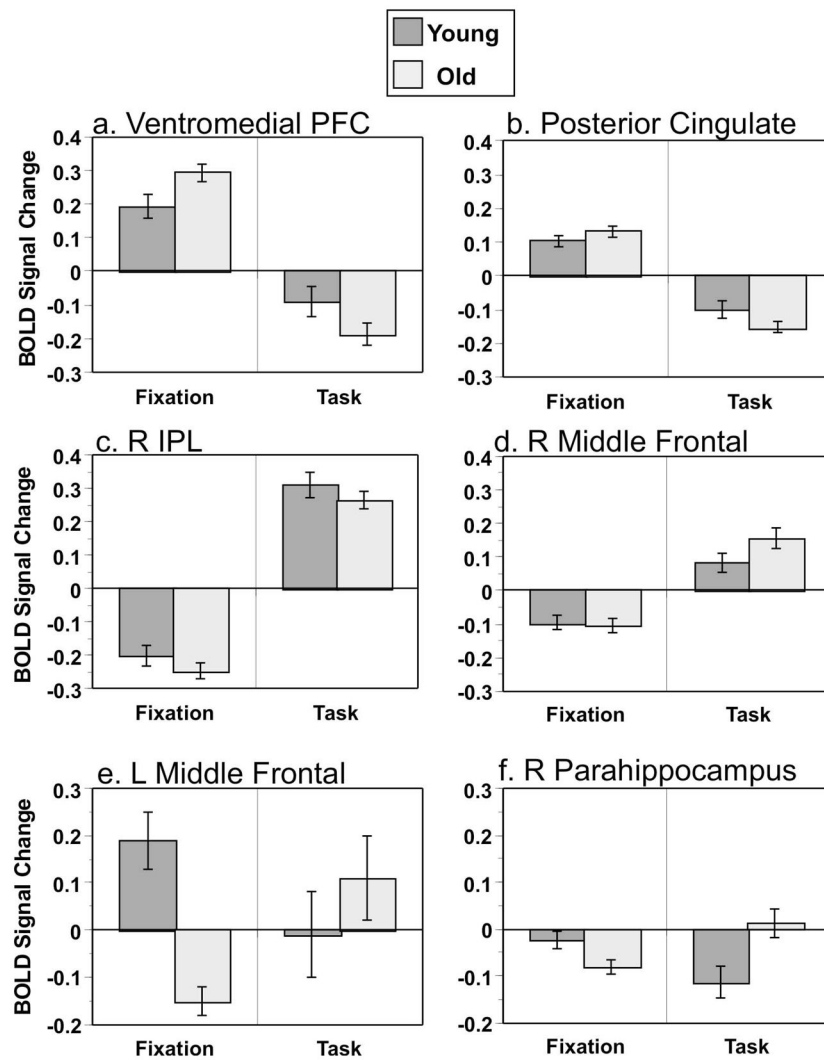 Young
Old
a. Ventromedial PFC
BOLD Signal Change
0.4
0.3
0.2
0.1
0
-0.1
-0.2
-0.3
Fixation Task
b. Posterior Cingulate
0.4
0.3
0.2
0.1
0
-0.1
-0.2
-0.3
Fixation Task
c. R IPL
BOLD Signal Change
0.4
0.3
0.2
0.1
0
-0.1
-0.2
-0.3
Fixation Task
d. R Middle Frontal
0.4
0.3
0.2
0.1
0
-0.1
-0.2
-0.3
Fixation Task
e. L Middle Frontal
BOLD Signal Change
0.3
0.2
0.1
0
-0.1
-0.2
Fixation Task
f. R Parahippocampus
0.3
0.2
0.1
0
-0.1
-0.2
Fixation Task